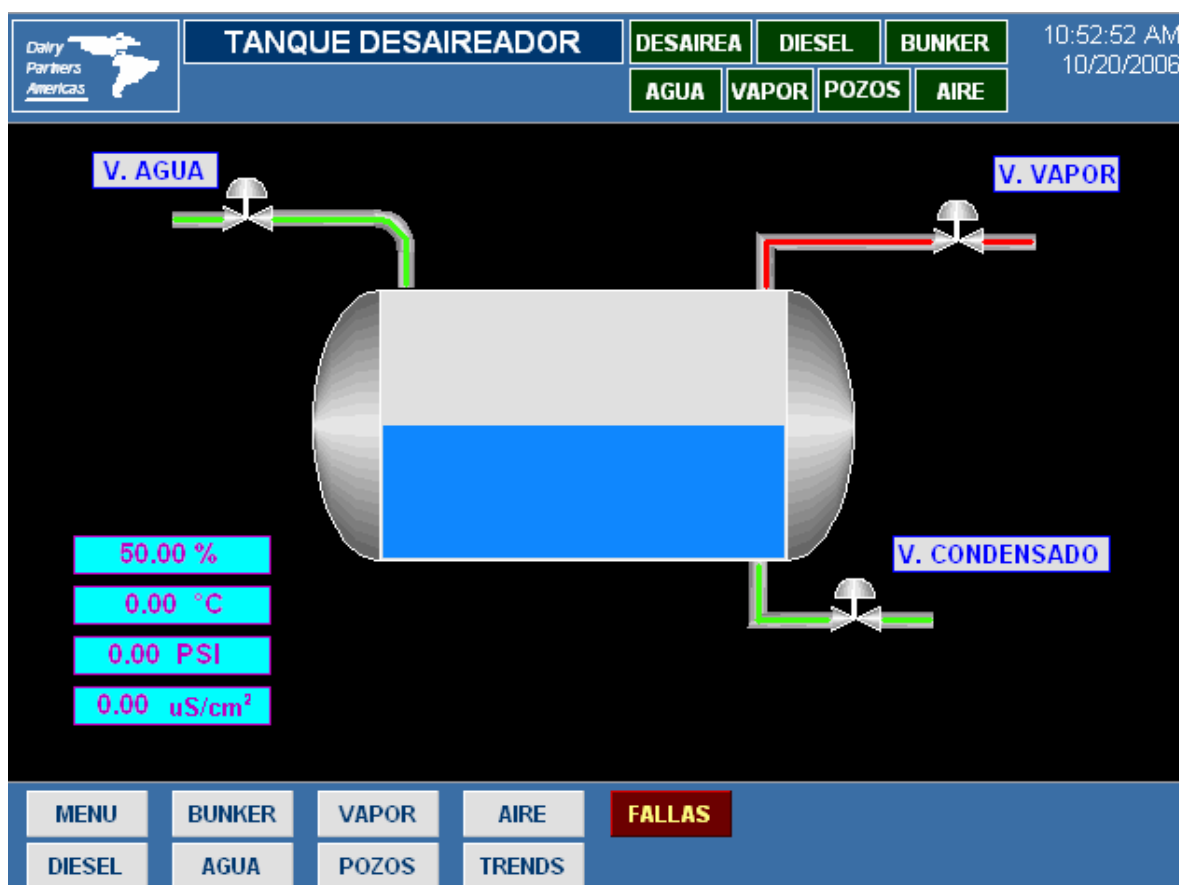 Dairy
Partners
Americas
TANQUE DESAIREADOR
DESAIREA
DIESEL
BUNKER
AGUA
VAPOR
POZOS
AIRE
10:52:52 AM
10/20/2006
V. AGUA
V. VAPOR
50.00 %
0.00 °C
0.00 PSI
0.00 uS/cm²
V. CONDENSADO
MENU
BUNKER
VAPOR
AIRE
FALLAS
DIESEL
AGUA
POZOS
TRENDS